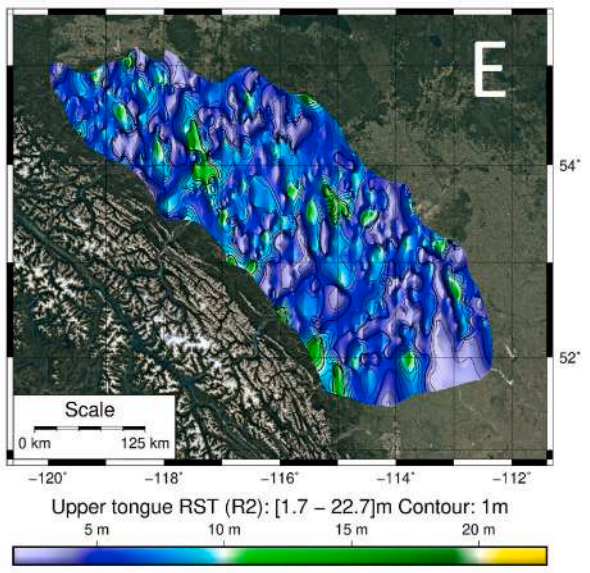 E
54°
52°
Scale
0 km 125 km
−120° −118° −116° −114° −112°
Upper tongue RST (R2): [1.7 − 22.7]m Contour: 1m
5 m 10 m 15 m 20 m